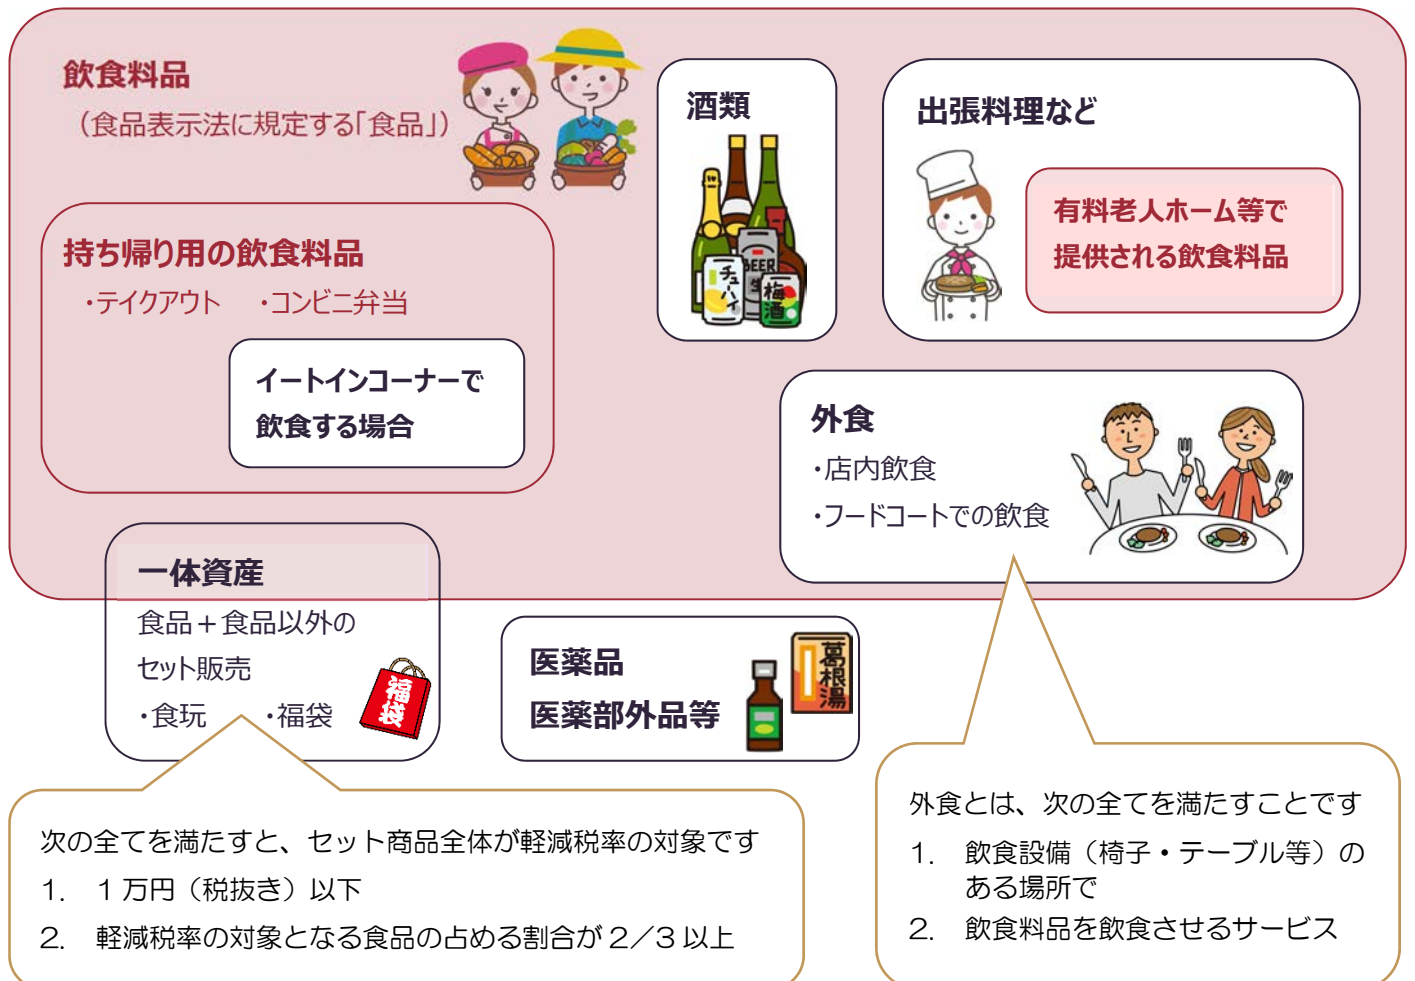 飲食料品
（食品表示法に規定する「食品」）
酒類
チューハイ
BEER
生
梅酒
出張料理など
有料老人ホーム等で
提供される飲食料品
持ち帰り用の飲食料品
・テイクアウト　・コンビニ弁当
イートインコーナーで
飲食する場合
外食
・店内飲食
・フードコートでの飲食
一体資産
食品＋食品以外の
セット販売
・食玩　　・福袋
福袋
医薬品
医薬部外品等
葛根湯
次の全てを満たすと、セット商品全体が軽減税率の対象です
1.　1万円（税抜き）以下
2.　軽減税率の対象となる食品の占める割合が2／3以上
外食とは、次の全てを満たすことです
1.　飲食設備（椅子・テーブル等）の
ある場所で
2.　飲食料品を飲食させるサービス